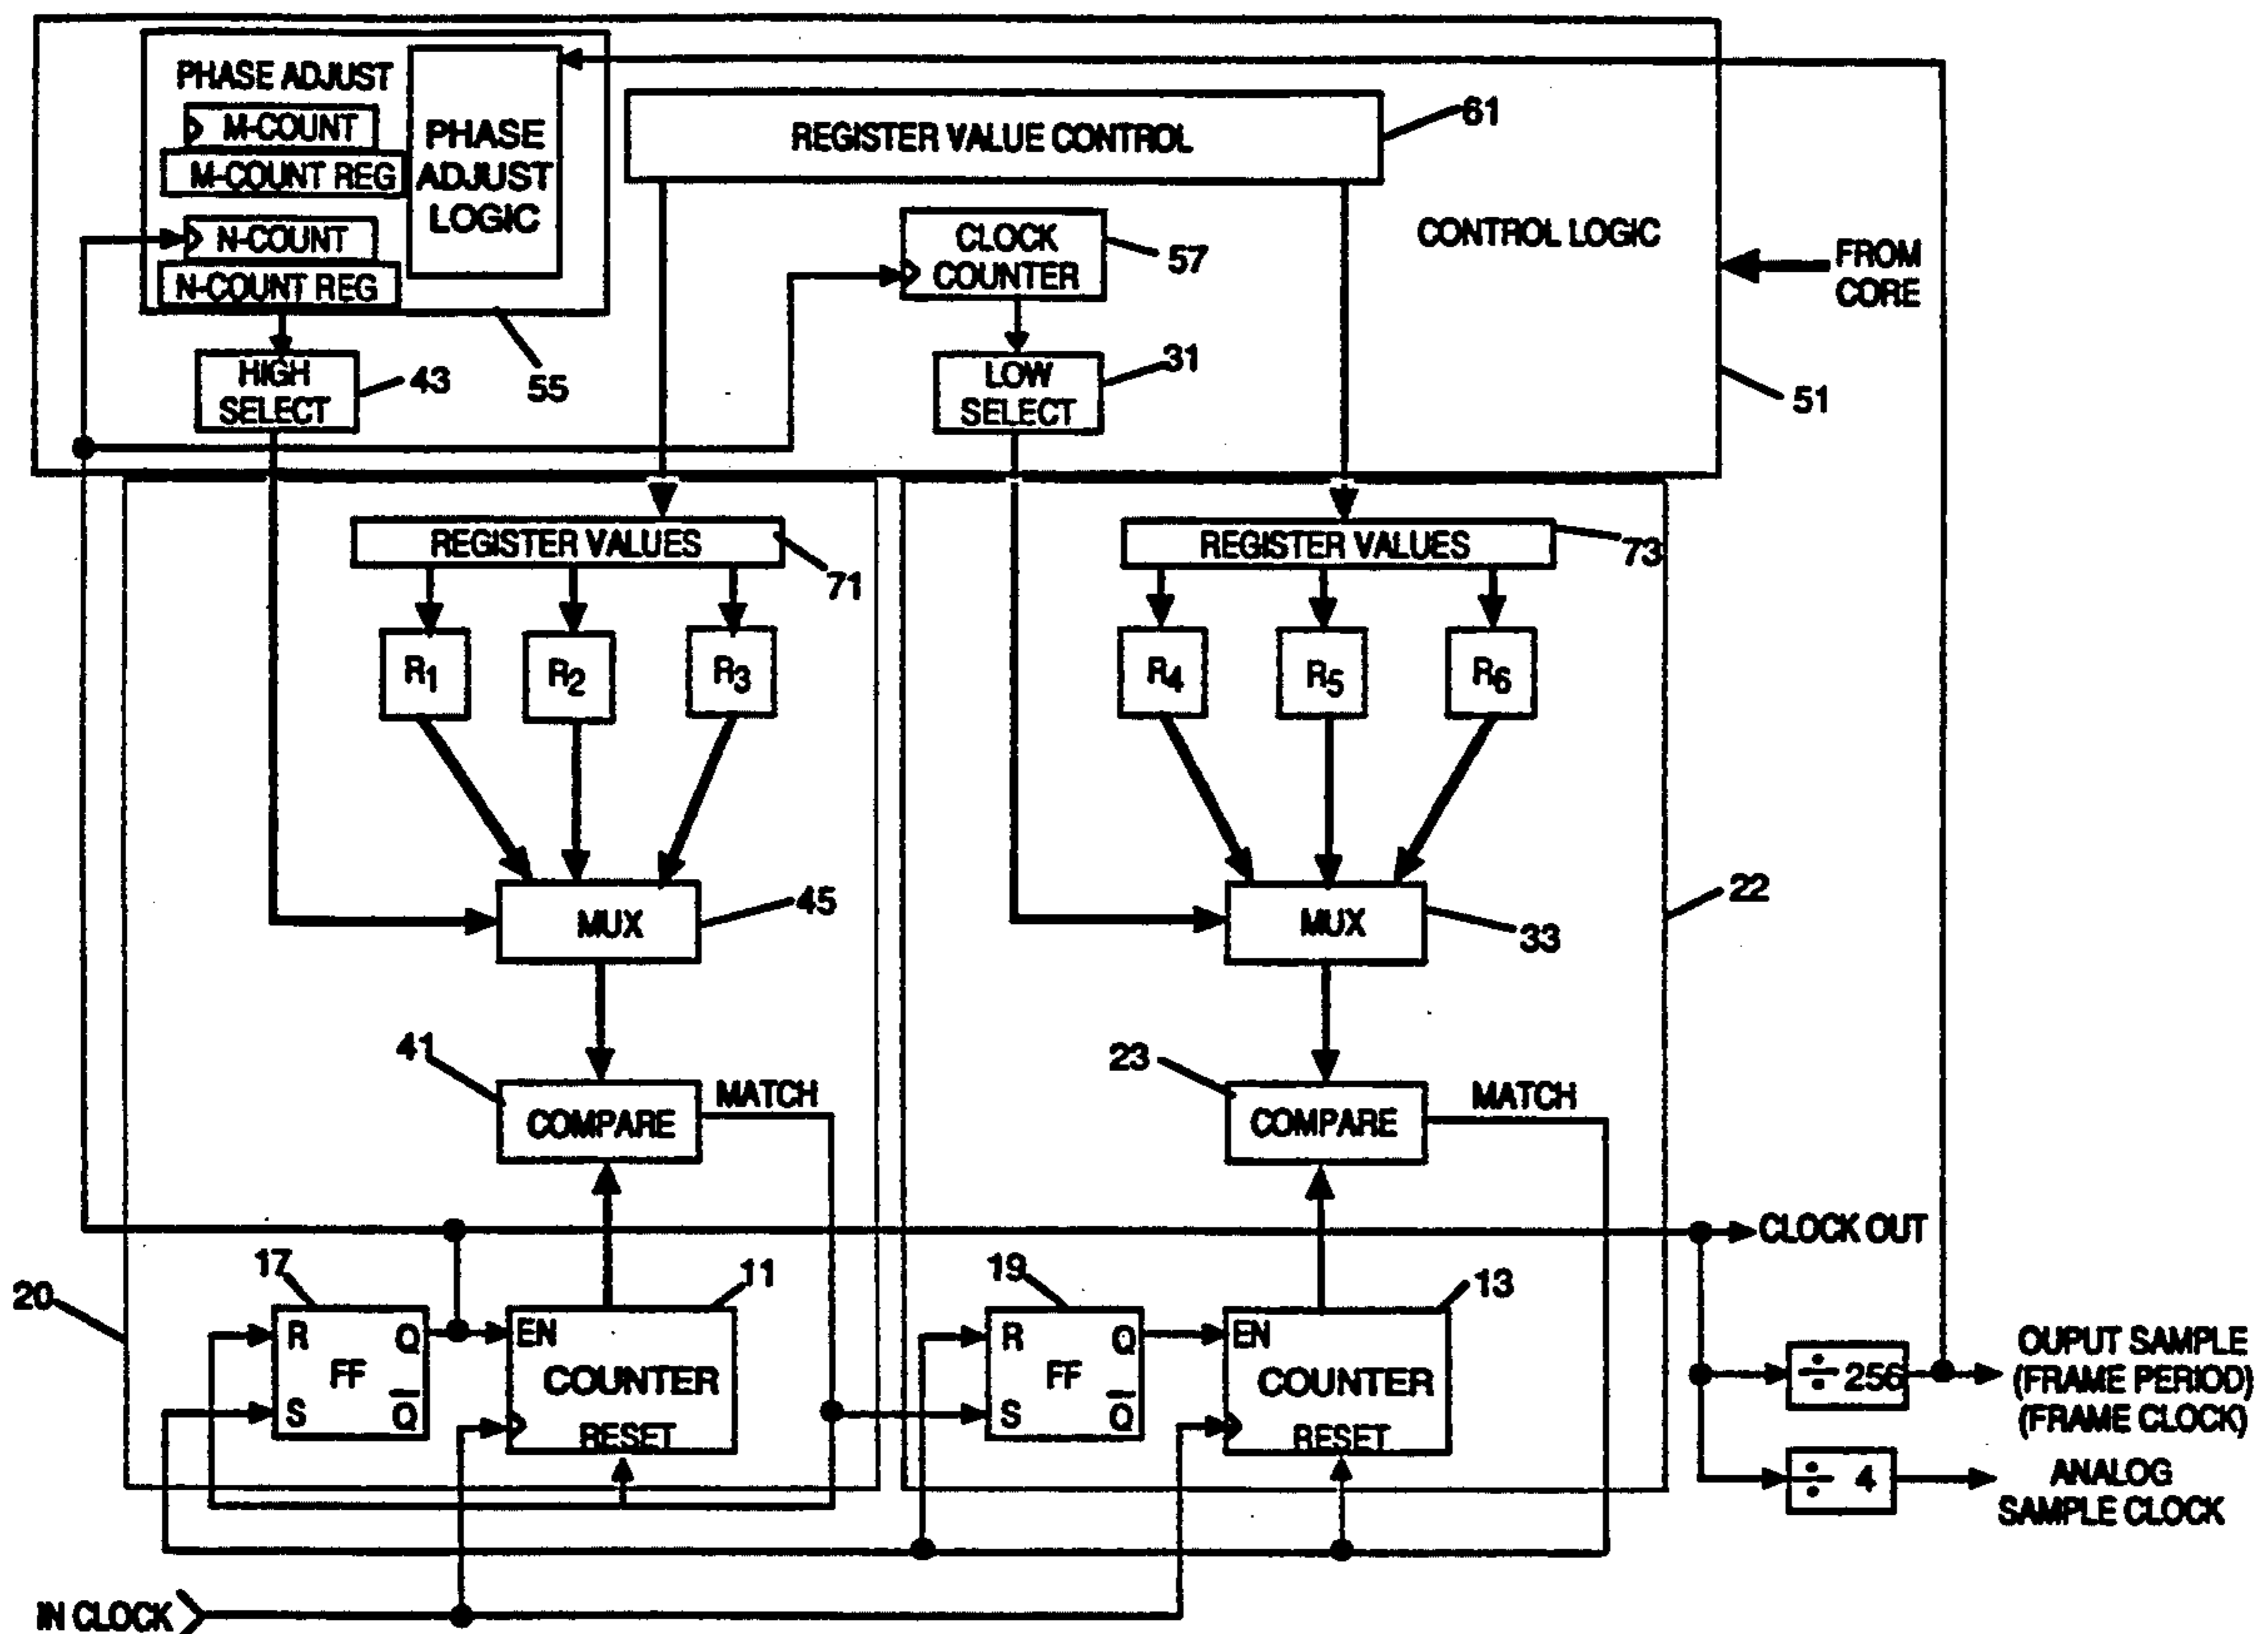 PHASE ADJUST
M-COUNT
M-COUNT REG
N-COUNT
N-COUNT REG
PHASE
ADJUST
LOGIC
REGISTER VALUE CONTROL
61
CLOCK
COUNTER
57
CONTROL LOGIC
FROM
CORE
HIGH
SELECT
43
55
LOW
SELECT
31
51
REGISTER VALUES
71
REGISTER VALUES
73
R1
R2
R3
R4
R5
R6
MUX
45
MUX
33
22
41
COMPARE
MATCH
23
COMPARE
MATCH
CLOCK OUT
20
17
R
Q
FF
S
Q
11
EN
COUNTER
RESET
19
R
Q
FF
S
Q
13
EN
COUNTER
RESET
÷ 256
OUPUT SAMPLE
(FRAME PERIOD)
(FRAME CLOCK)
÷ 4
ANALOG
SAMPLE CLOCK
IN CLOCK